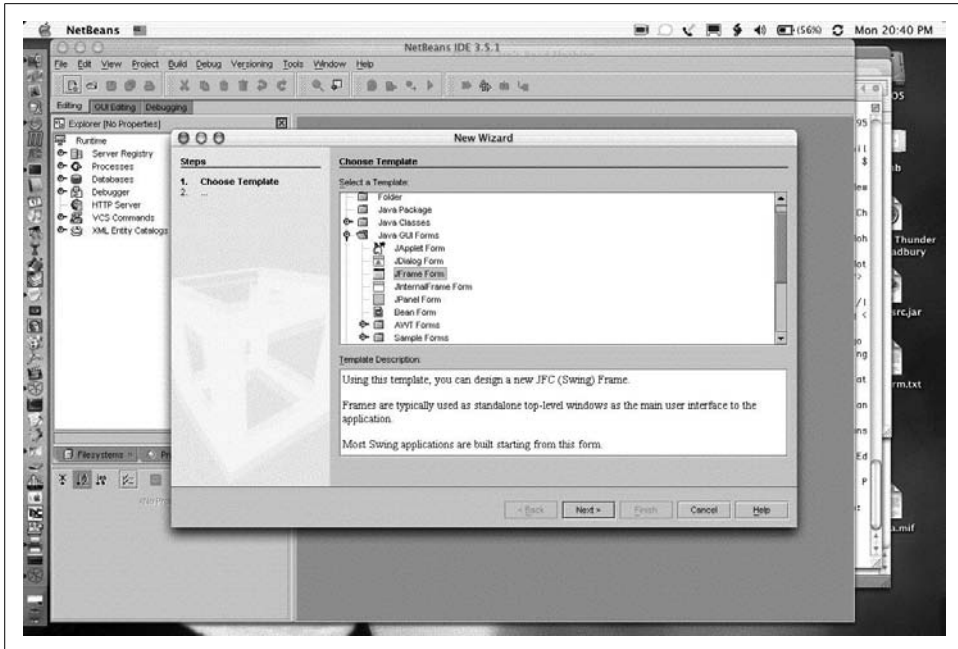 NetBeans
(56%) Mon 20:40 PM
NetBeans IDE 3.5.1
File Edit View Project Build Debug Versioning Tools Window Help
Editing GUI Editing Debugging
Explorer [No Properties]
Runtime
Server Registry
Processes
Databases
Debugger
HTTP Server
VCS Commands
XML Entity Catalogs
Filesystems
New Wizard
Steps
1. Choose Template
2. ...
Choose Template
Select a Template:
Folder
Java Package
Java Classes
Java GUI Forms
JApplet Form
JDialog Form
JFrame Form
JInternalFrame Form
JPanel Form
Bean Form
AWT Forms
Sample Forms
Template Description:
Using this template, you can design a new JFC (Swing) Frame.
Frames are typically used as standalone top-level windows as the main user interface to the
application.
Most Swing applications are built starting from this form.
< Back Next > Finish Cancel Help
OS
Thunder
adbury
src.jar
rm.txt
a.mif